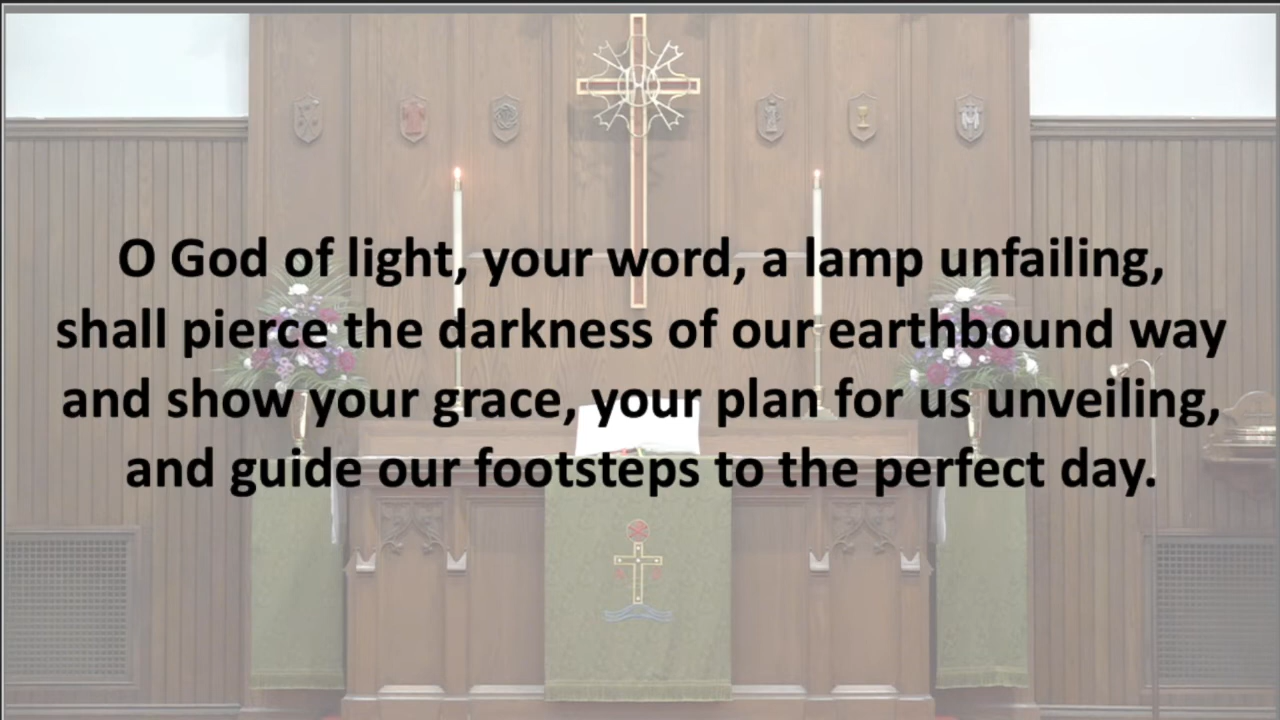 O God of light, your word, a lamp unfailing,
shall pierce the darkness of our earthbound way
and show your grace, your plan for us unveiling,
and guide our footsteps to the perfect day.